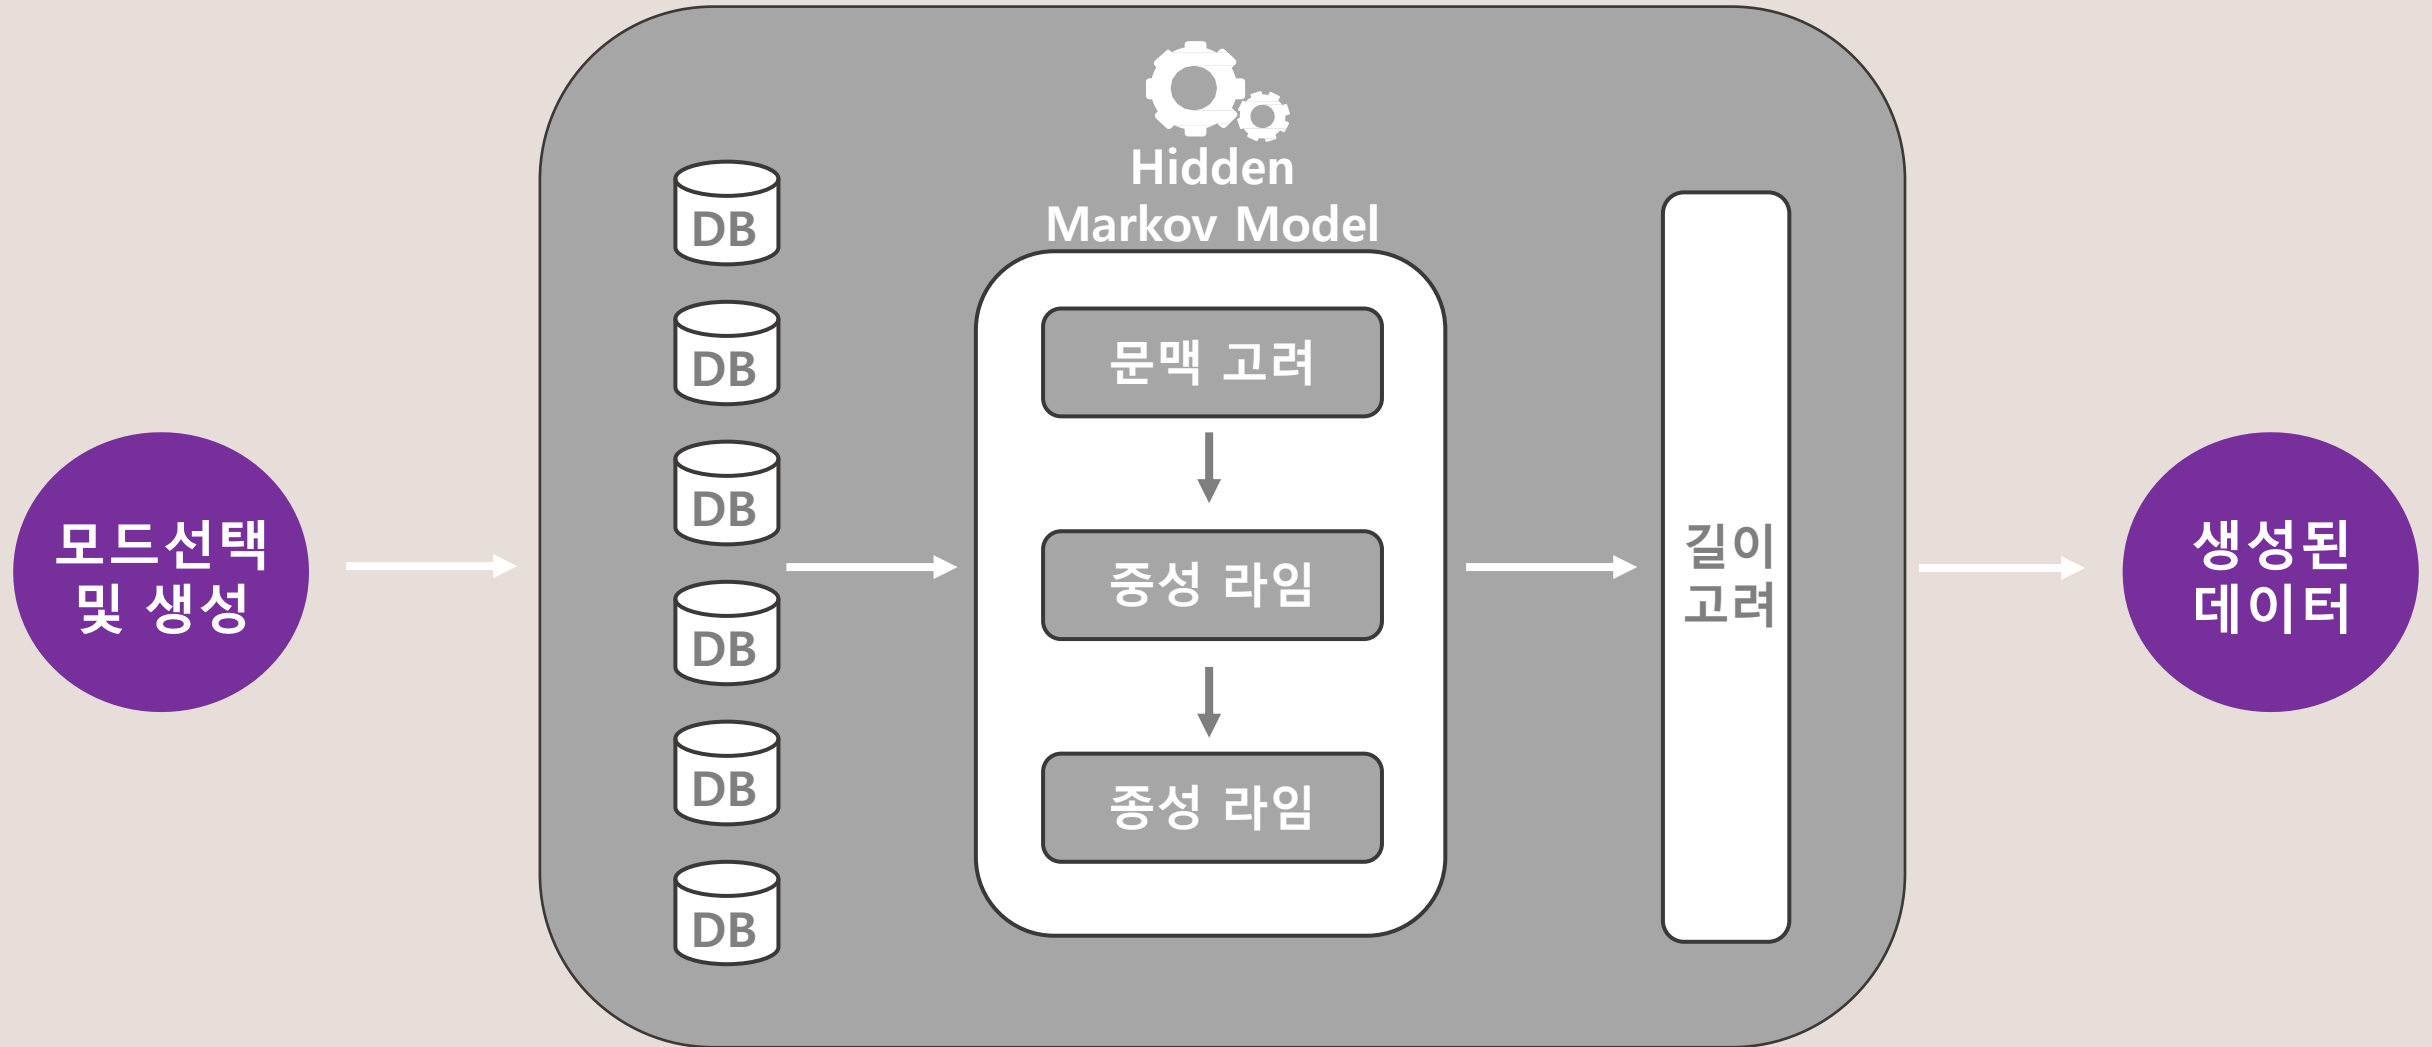 모드선택
및 생성
DB
DB
DB
DB
DB
DB
Hidden
Markov Model
문맥 고려
중성 라임
종성 라임
길이
고려
생성된
데이터